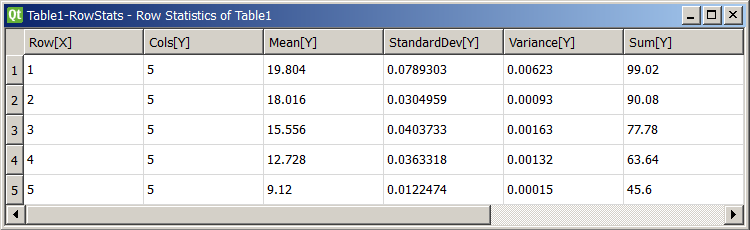 Qt Table1-RowStats - Row Statistics of Table1
Row[X] Cols[Y] Mean[Y] StandardDev[Y] Variance[Y] Sum[Y]
1 1 5 19.804 0.0789303 0.00623 99.02
2 2 5 18.016 0.0304959 0.00093 90.08
3 3 5 15.556 0.0403733 0.00163 77.78
4 4 5 12.728 0.0363318 0.00132 63.64
5 5 5 9.12 0.0122474 0.00015 45.6